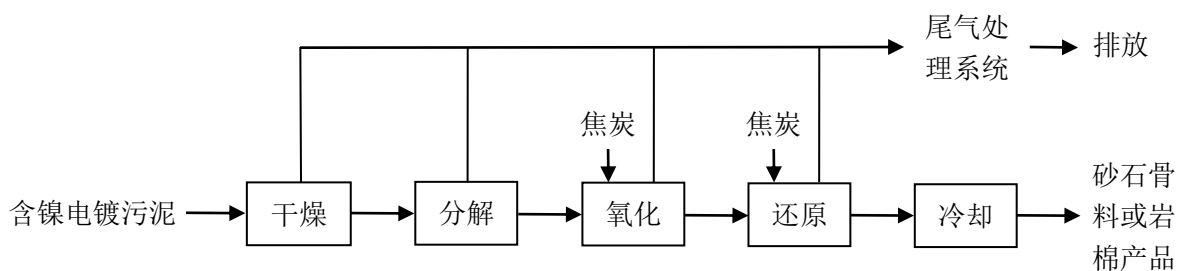 尾气处
理系统
排放
焦炭
焦炭
含镍电镀污泥
干燥
分解
氧化
还原
冷却
砂石骨
料或岩
棉产品